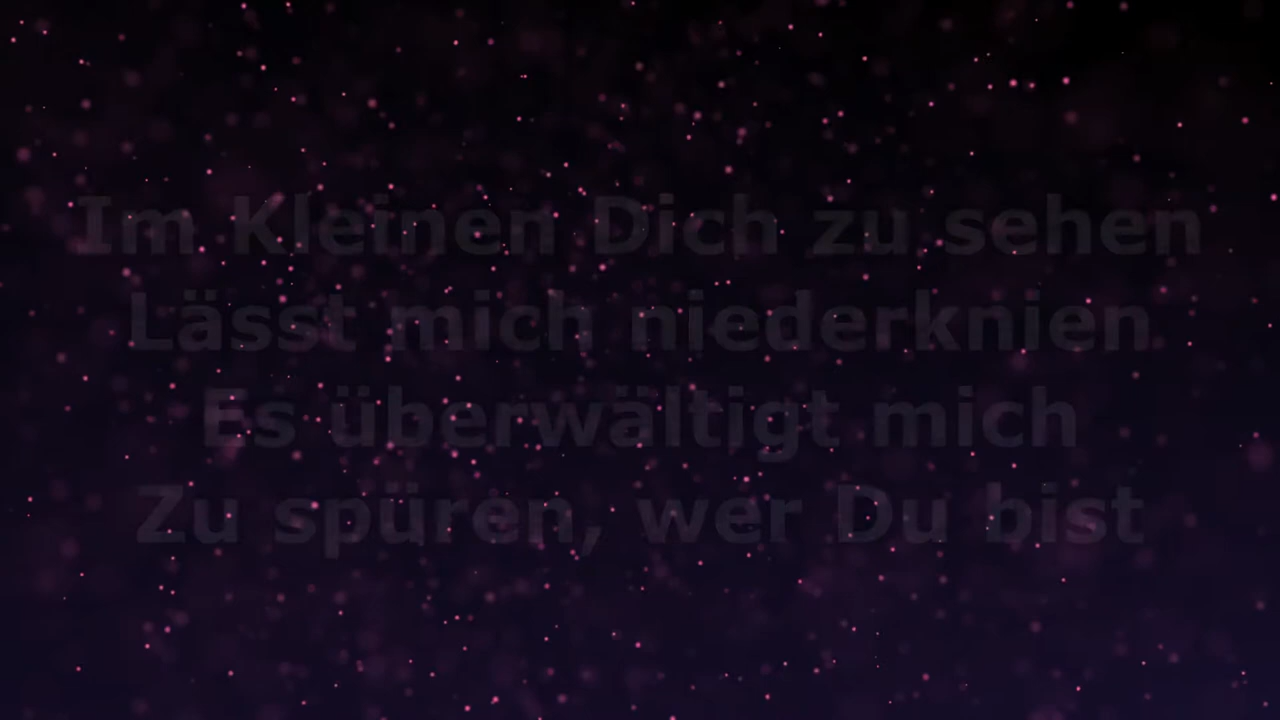 Im Kleinen Dich zu sehen
Lässt mich niederknien
Es überwältigt mich
Zu spüren, wer Du bist